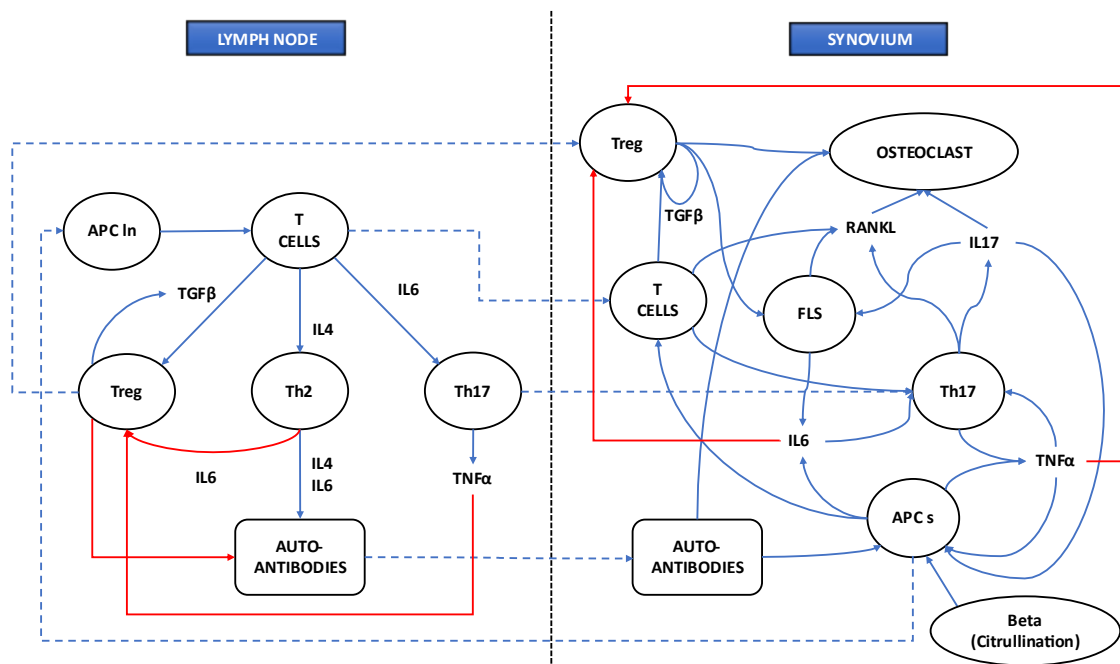 LYMPH NODE
SYNOVIUM
Treg
OSTEOCLAST
TGFβ
RANKL
IL17
APC ln
T
CELLS
TGFβ
IL6
IL4
T
CELLS
FLS
Treg
Th2
Th17
Th17
IL6
IL4
IL6
TNFα
IL6
TNFα
APC s
AUTO-
ANTIBODIES
AUTO-
ANTIBODIES
Beta
(Citrullination)